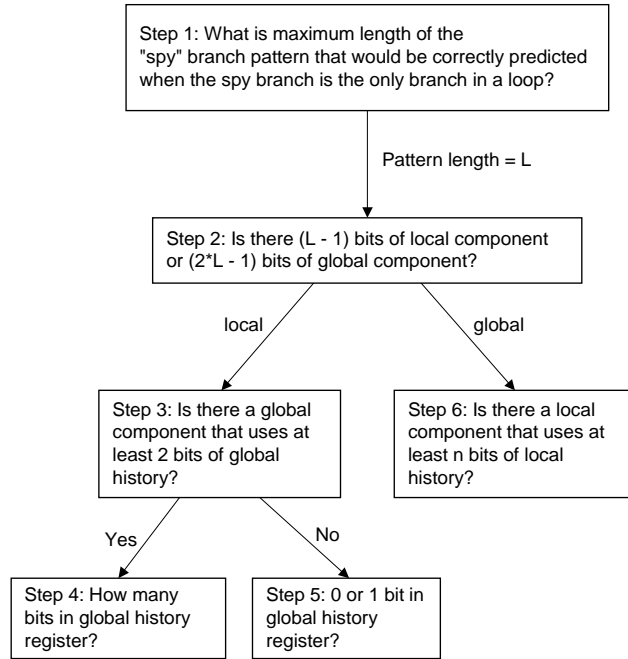 Step 1: What is maximum length of the
"spy" branch pattern that would be correctly predicted
when the spy branch is the only branch in a loop?
Pattern length = L
Step 2: Is there (L - 1) bits of local component
or (2*L - 1) bits of global component?
local
global
Step 3: Is there a global
component that uses at
least 2 bits of global
history?
Step 6: Is there a local
component that uses at
least n bits of local
history?
Yes
No
Step 4: How many
bits in global history
register?
Step 5: 0 or 1 bit in
global history
register?